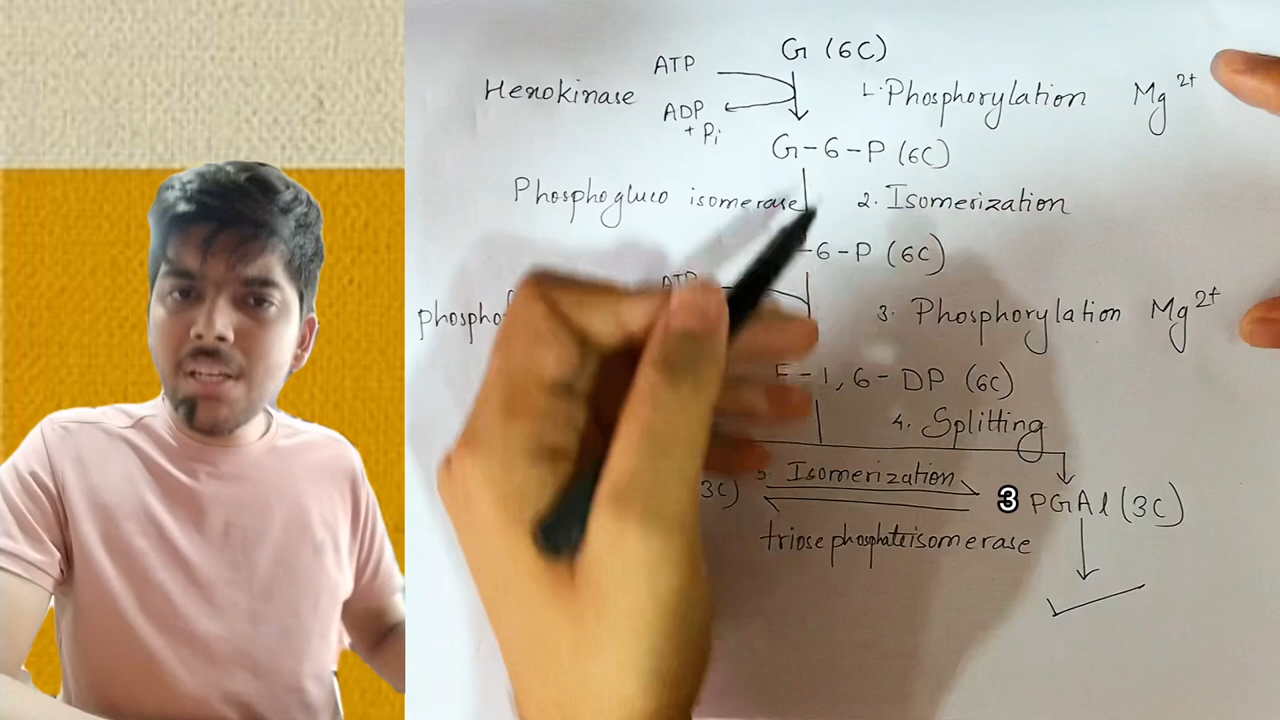 G (6C)
ATP
Hexokinase
ADP
+ Pi
1. Phosphorylation Mg2+
G-6-P (6C)
Phosphogluco isomerase
2. Isomerization
-6-P (6C)
ATP
phospho
3. Phosphorylation Mg2+
F-1,6-DP (6C)
4. Splitting
5. Isomerization
3C)
3 PGAl (3C)
triose phosphate isomerase